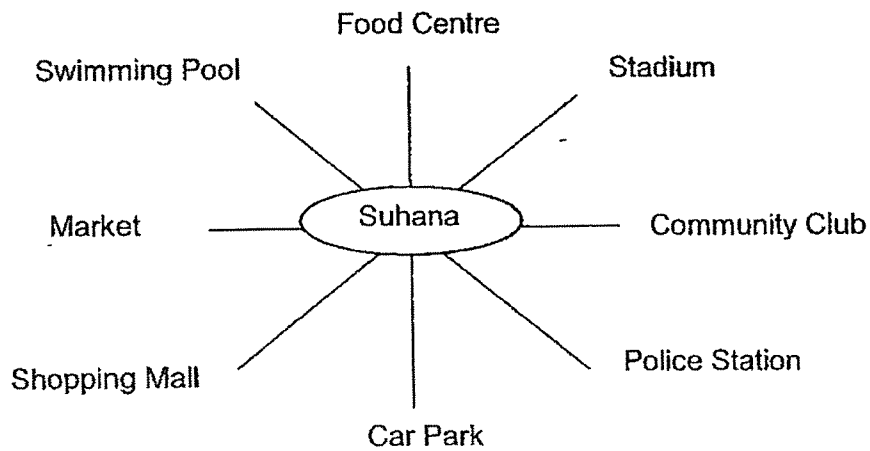 Food Centre
Swimming Pool
Stadium
Suhana
Market
Community Club
Police Station
Shopping Mall
Car Park